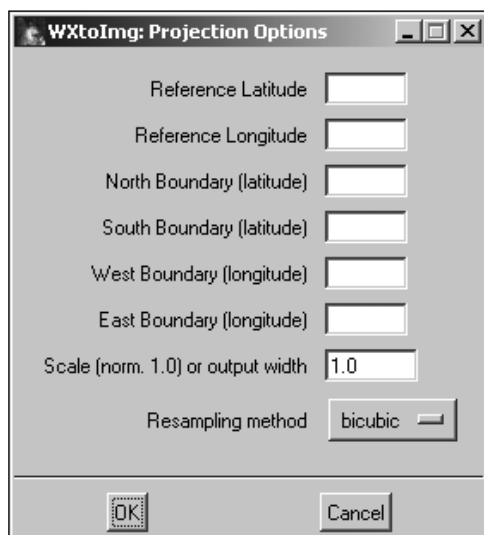 WXtoImg: Projection Options
Reference Latitude
Reference Longitude
North Boundary (latitude)
South Boundary (latitude)
West Boundary (longitude)
East Boundary (longitude)
Scale (norm. 1.0) or output width 1.0
Resampling method bicubic
OK Cancel